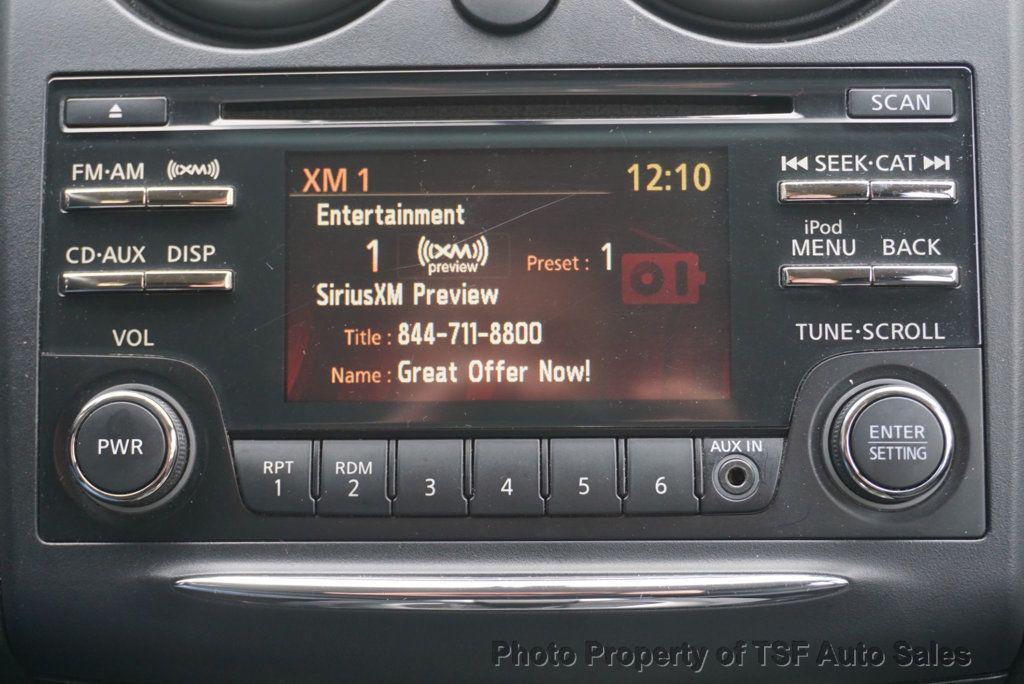 SCAN
FM·AM XM
SEEK·CAT
XM 1 12:10
Entertainment
1 XM preview Preset : 1
SiriusXM Preview
Title : 844-711-8800
Name : Great Offer Now!
CD·AUX DISP
iPod
MENU BACK
VOL
TUNE·SCROLL
PWR
ENTER
SETTING
RPT RDM AUX IN
1 2 3 4 5 6
Photo Property of TSF Auto Sales